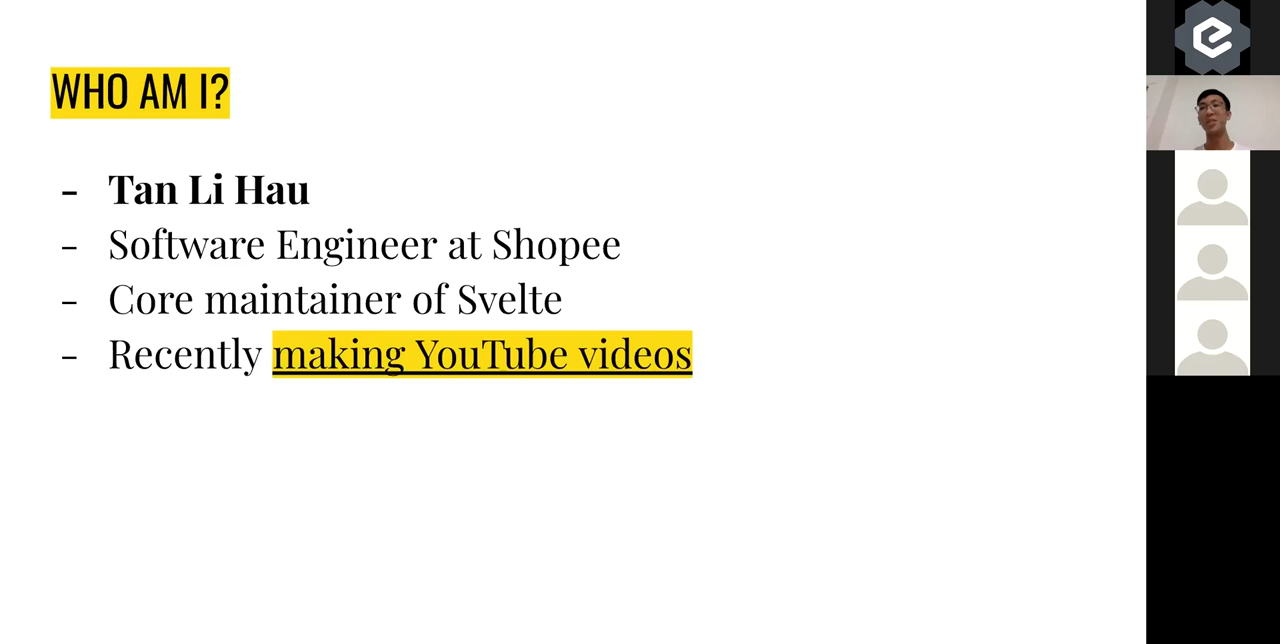 WHO AM I?
- Tan Li Hau
- Software Engineer at Shopee
- Core maintainer of Svelte
- Recently making YouTube videos